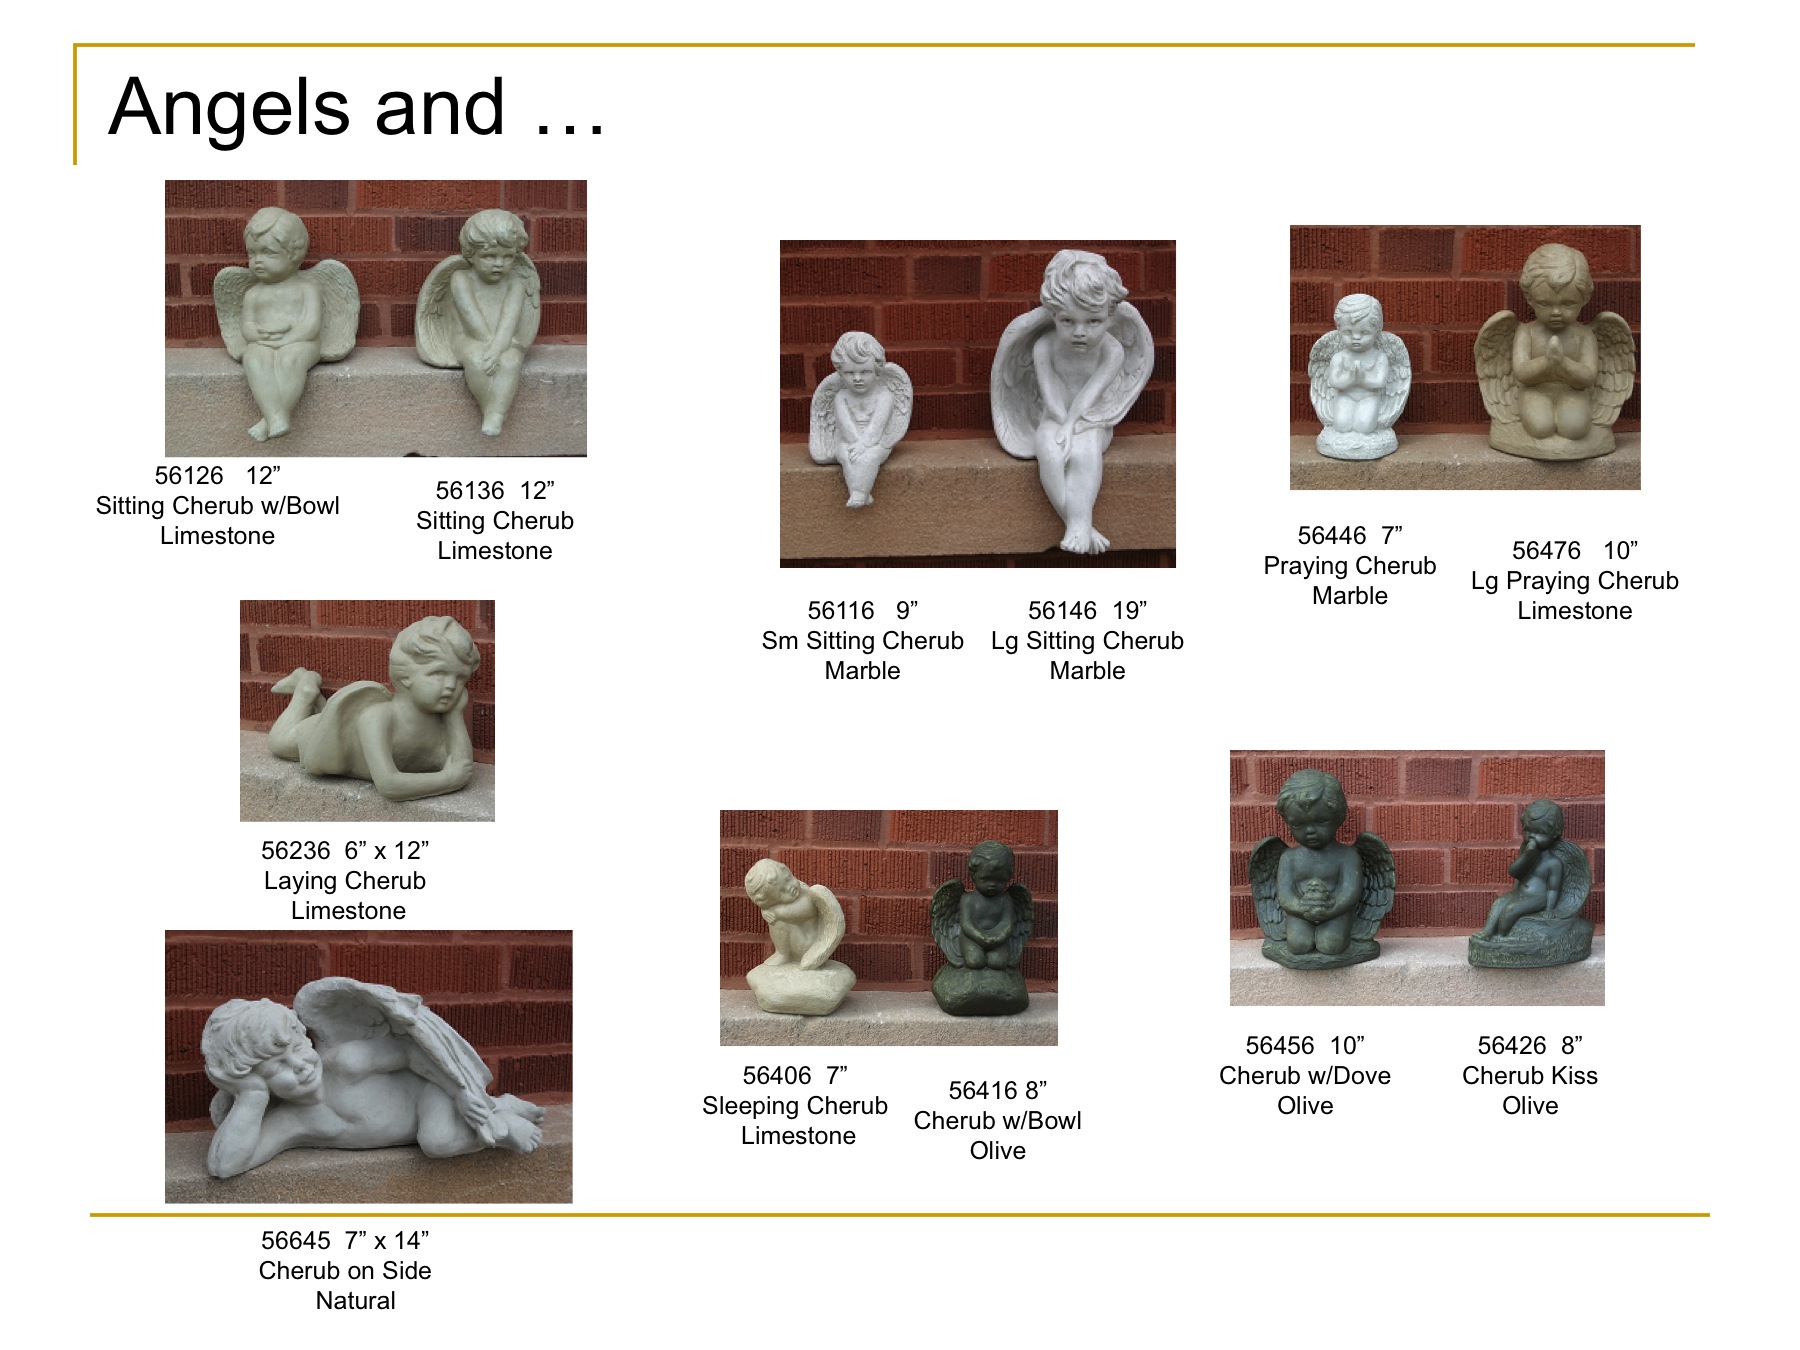 Angels and …
56126 12”
Sitting Cherub w/Bowl
Limestone
56136 12”
Sitting Cherub
Limestone
56116 9”
Sm Sitting Cherub
Marble
56146 19”
Lg Sitting Cherub
Marble
56446 7”
Praying Cherub
Marble
56476 10”
Lg Praying Cherub
Limestone
56236 6” x 12”
Laying Cherub
Limestone
56406 7”
Sleeping Cherub
Limestone
56416 8”
Cherub w/Bowl
Olive
56456 10”
Cherub w/Dove
Olive
56426 8”
Cherub Kiss
Olive
56645 7” x 14”
Cherub on Side
Natural